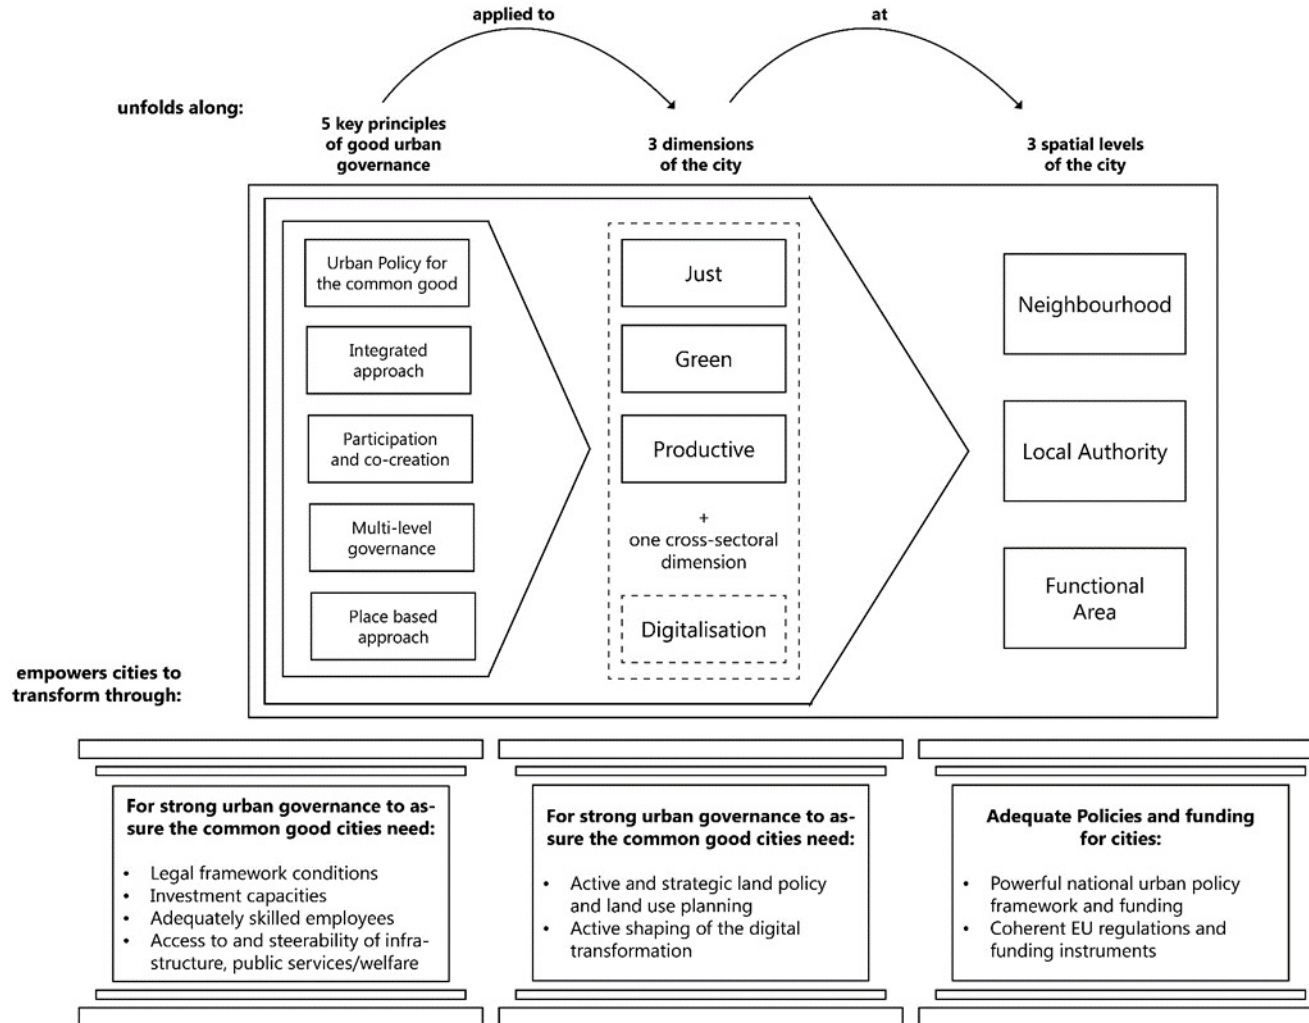 applied to
at
unfolds along:
5 key principles
of good urban
governance
3 dimensions
of the city
3 spatial levels
of the city
Urban Policy for
the common good
Integrated
approach
Participation
and co-creation
Multi-level
governance
Place based
approach
Just
Green
Productive
+
one cross-sectoral
dimension
Digitalisation
Neighbourhood
Local Authority
Functional
Area
empowers cities to
transform through:
For strong urban governance to as-
sure the common good cities need:
• Legal framework conditions
• Investment capacities
• Adequately skilled employees
• Access to and steerability of infra-
structure, public services/welfare
For strong urban governance to as-
sure the common good cities need:
• Active and strategic land policy
and land use planning
• Active shaping of the digital
transformation
Adequate Policies and funding
for cities:
• Powerful national urban policy
framework and funding
• Coherent EU regulations and
funding instruments